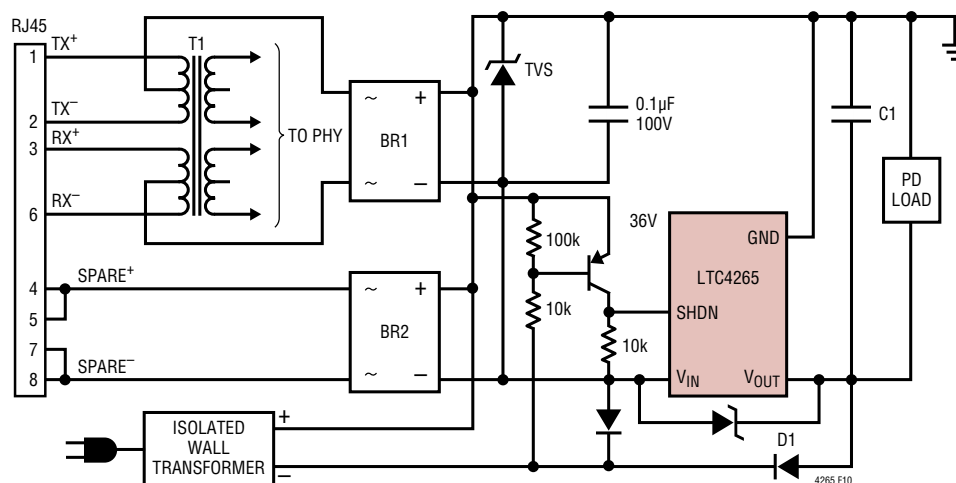 RJ45
1
TX+
T1
2
TX−
3
RX+
6
RX−
TO PHY
~
+
BR1
~
−
TVS
0.1µF
100V
C1
PD
LOAD
36V
100k
10k
10k
GND
LTC4265
SHDN
VIN
VOUT
4
SPARE+
5
7
8
SPARE−
~
+
BR2
~
−
ISOLATED
WALL
TRANSFORMER
+
−
D1
4265 F10